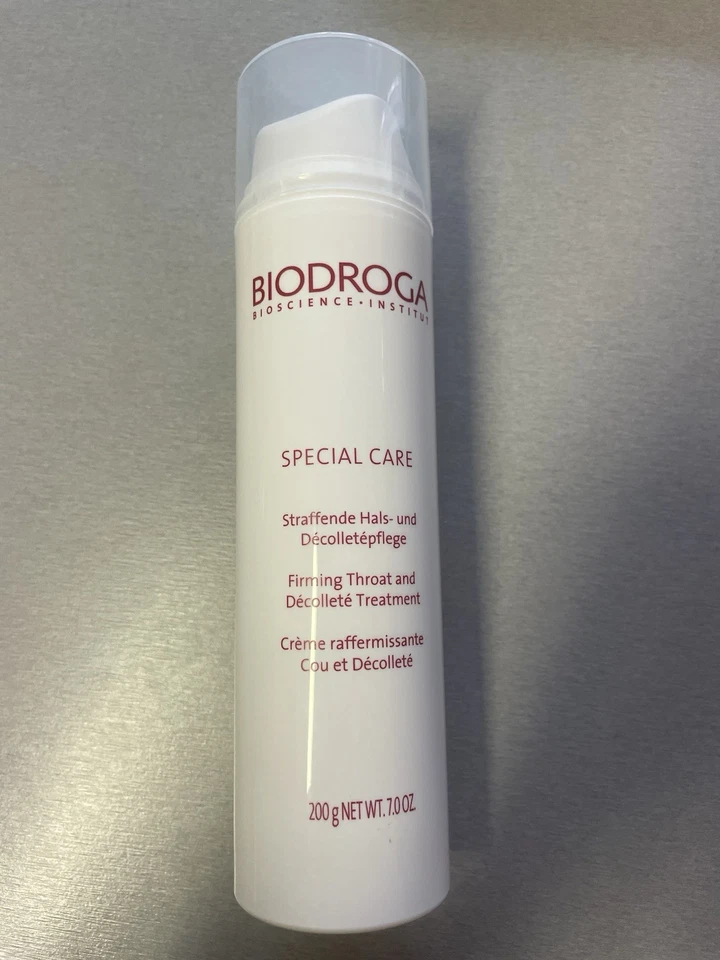 BIODROGA
BIOSCIENCE • INSTITUT
SPECIAL CARE
Straffende Hals- und
Décolletépflege
Firming Throat and
Décolleté Treatment
Crème raffermissante
Cou et Décolleté
200 g NET WT. 7.0 OZ.